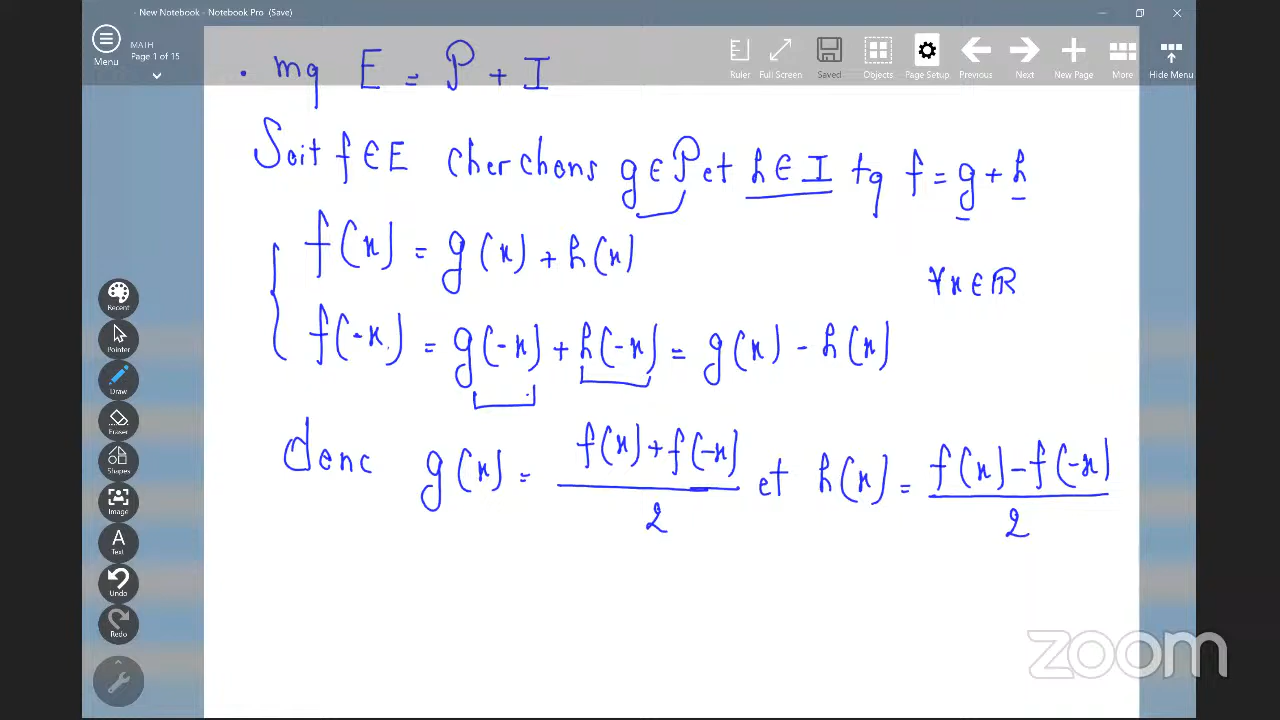 - New Notebook - Notebook Pro (Save)
Menu
MATH
Page 1 of 15
Ruler
Full Screen
Saved
Objects
Page Setup
Previous
Next
New Page
More
Hide Menu
• mq E = P + I
Soit f ∈ E cherchons g ∈ P et h ∈ I tq f = g + h
f(x) = g(x) + h(x)
∀x ∈ ℝ
f(-x) = g(-x) + h(-x) = g(x) - h(x)
donc g(x) = (f(x) + f(-x))/2 et h(x) = (f(x) - f(-x))/2
Recent
Pointer
Draw
Eraser
Shapes
Image
A
Text
Undo
Redo
zoom